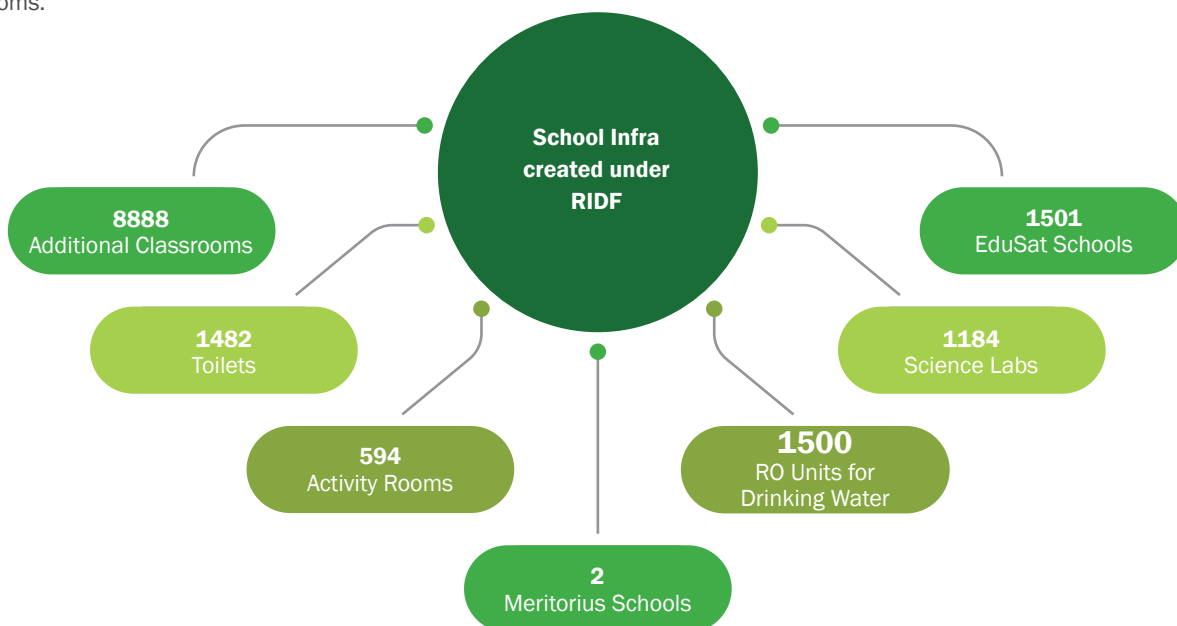 oms.
School Infra
created under
RIDF
8888
Additional Classrooms
1482
Toilets
594
Activity Rooms
2
Meritorius Schools
1500
RO Units for
Drinking Water
1184
Science Labs
1501
EduSat Schools